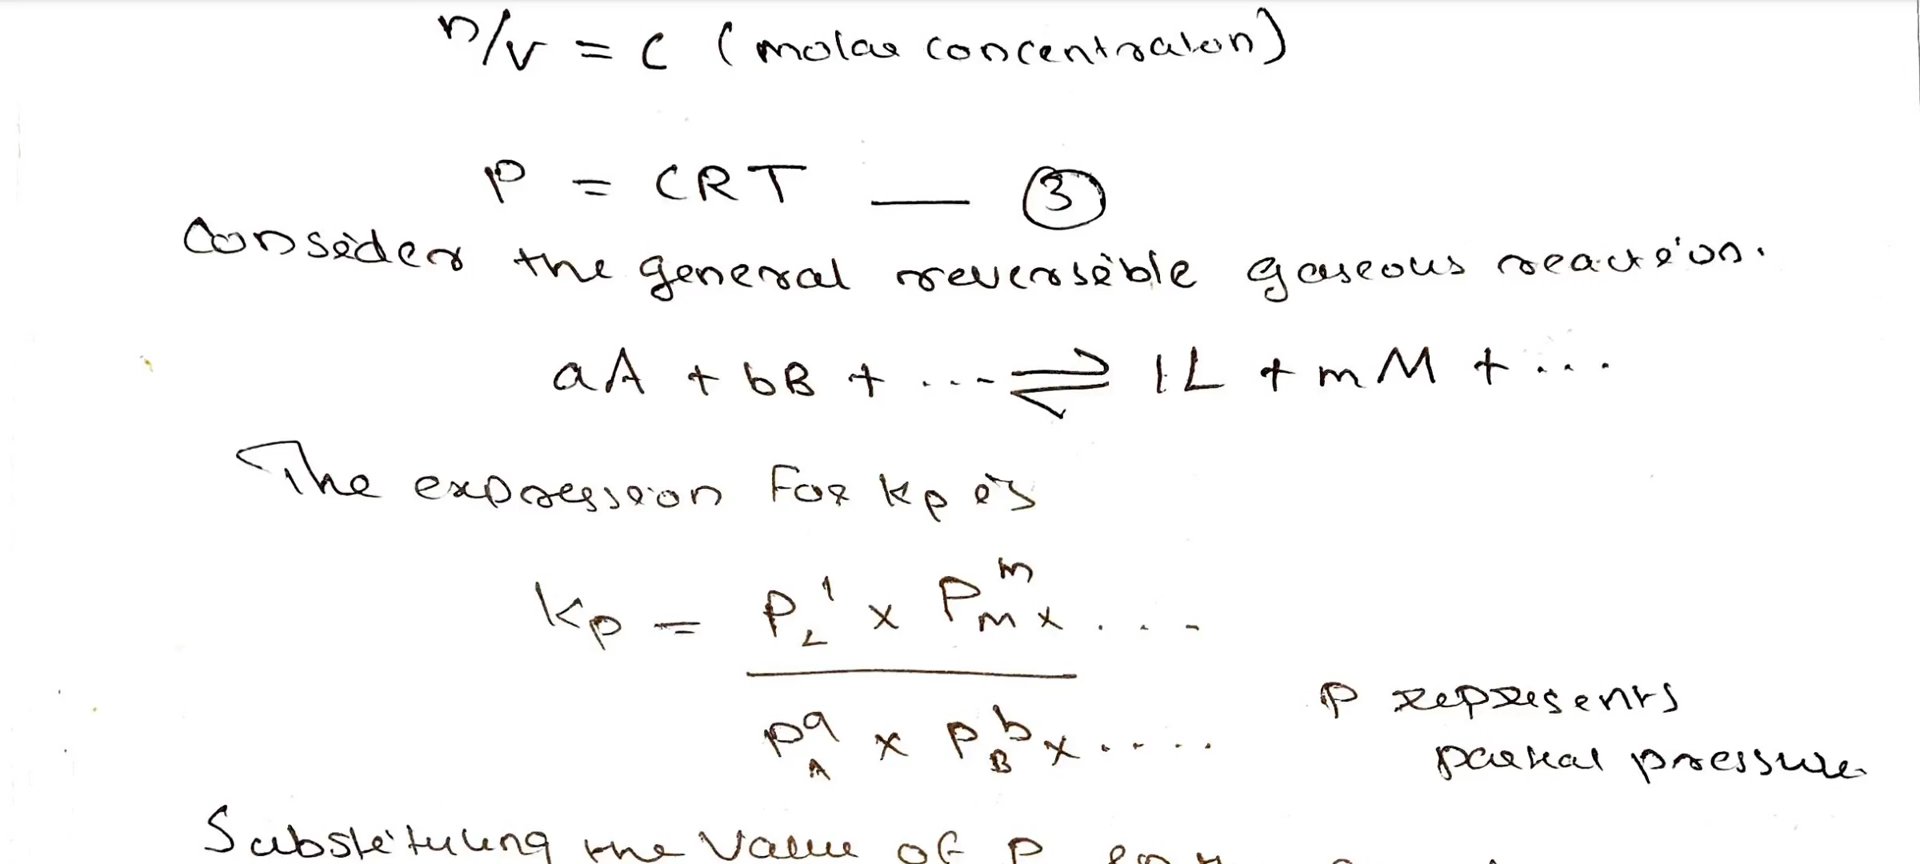 n/v = C (molar concentration)
P = CRT — ③
Consider the general reversible gaseous reaction.
aA + bB + ... ⇌ lL + mM + ...
The expression for Kp is
Kp = P_L^l x P_M^m x ...
P_A^a x P_B^b x ....
P represents
partial pressure
Substituting the value of P